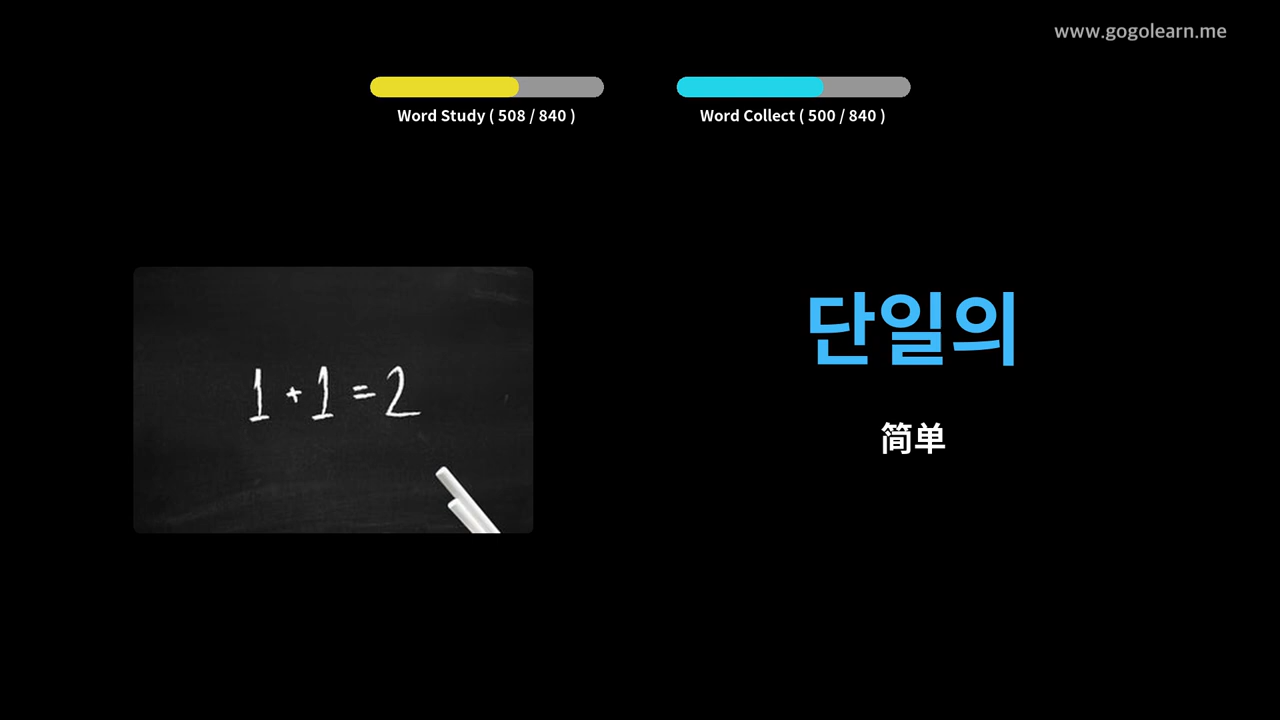 www.gogolearn.me
Word Study ( 508 / 840 )
Word Collect ( 500 / 840 )
1 + 1 = 2
단일의
简单